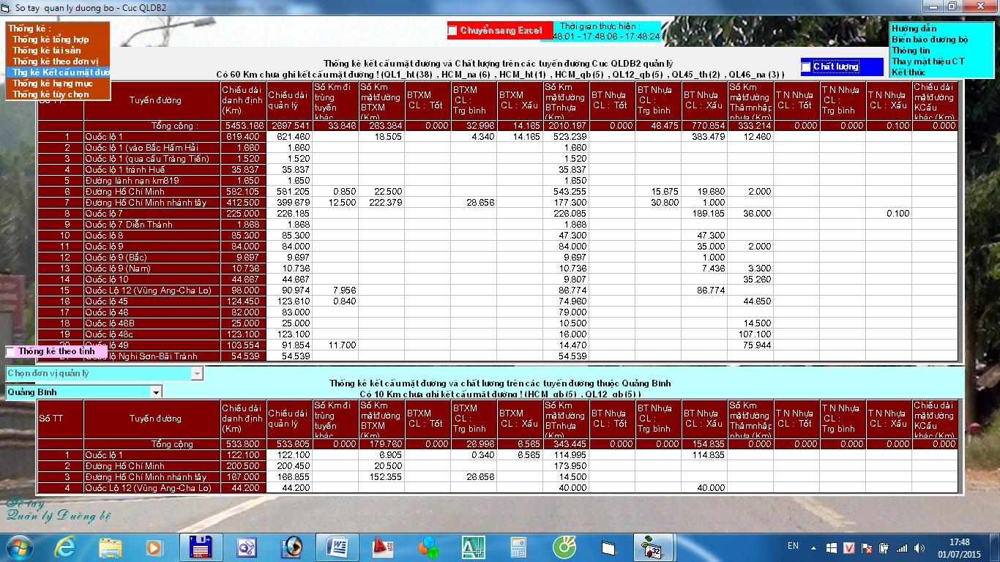 So tay quan ly duong bo - Cuc QLDB2
Thống kê :
Thống kê tổng hợp
Thống kê tài sản
Thống kê theo đơn vị
Thg kê Kết cấu mặt đườ
Thống kê hạng mục
Thống kê tùy chọn
Chuyển sang Excel
Thời gian thực hiện :
:48:01 - 17:48:06 - 17:48:24
Hướng dẫn
Biển báo đường bộ
Thông tin
Thay mặt hiệu CT
Kết thúc
Thống kê kết cấu mặt đường và Chất lượng trên các tuyến đường Cục QLDB2 quản lý
Có 60 Km chưa ghi kết cấu mặt đường ! (QL1_ht (38) , HCM_na (6) , HCM_ht (1) , HCM_qb (5) , QL12_qb (5) , QL45_th (2) , QL46_na (3) )
Chất lượng
Số TT Tuyến đường Chiều dài danh định (Km) Chiều dài quản lý Số Km đi trùng tuyến khác Số Km mặt đường BTXM (Km) BTXM CL : Tốt BTXM CL : Trg bình BTXM CL : Xấu Số Km mặt đường BTnhựa (Km) BT Nhựa CL : Tốt BT Nhựa CL : Trg bình BT Nhựa CL : Xấu Số Km mặt đường Thấm nhập nhựa (Km) T N Nhựa CL : Tốt T N Nhựa CL : Trg bình T N Nhựa CL : Xấu Chiều dài mặt đường KCấu khác (Km)
Tổng cộng : 5453.166 2697.541 33.846 263.384 0.000 32.996 14.165 2010.197 0.000 46.475 770.854 333.214 0.000 0.000 0.100 0.000
1 Quốc lộ 1 619.400 621.460 18.505 4.340 14.165 523.239 383.479 12.460
2 Quốc lộ 1 (vào Bắc Hầm Hải 1.660 1.660 1.660
3 Quốc lộ 1 (qua cầu Tràng Tiền) 1.520 1.520 1.520
4 Quốc lộ 1 tránh Huế 35.837 35.837 35.837
5 Đường lánh nạn km819 1.650 1.650 1.650
6 Đường Hồ Chí Minh 582.105 581.205 0.850 22.500 543.255 15.675 19.680 2.000
7 Đường Hồ Chí Minh nhánh tây 412.500 399.679 12.500 222.379 28.656 177.300 30.800 1.000
8 Quốc lộ 7 225.000 226.185 226.085 189.185 36.000 0.100
9 Quốc lộ 7 Diễn Thành 1.868 1.868 1.868
10 Quốc lộ 8 85.300 85.300 47.300 47.300
11 Quốc lộ 9 84.000 84.000 84.000 35.000 2.000
12 Quốc lộ 9 (Bắc) 9.697 9.697 9.697 1.000
13 Quốc lộ 9 (Nam) 10.736 10.736 10.736 7.436 3.300
14 Quốc lộ 10 44.667 44.667 9.807 35.260
15 Quốc Lộ 12 (Vũng Ang-Cha Lo) 98.000 90.974 7.956 86.774 86.774
16 Quốc lộ 45 124.450 123.610 0.840 74.960 44.650
17 Quốc lộ 46 82.000 83.000 79.000
18 Quốc lộ 46B 25.000 25.000 10.500 14.500
19 Quốc lộ 48c 123.100 123.100 16.000 107.100
20 Quốc lộ 49 103.554 91.854 11.700 14.470 75.944
21 Quốc lộ Nghi Sơn-Bãi Trành 54.539 54.539 54.539
Thống kê theo tỉnh
Chọn đơn vị quản lý
Quảng Bình
Thống kê kết cấu mặt đường và chất lượng trên các tuyến đường thuộc Quảng Bình
Có 10 Km chưa ghi kết cấu mặt đường ! (HCM_qb (5) , QL12_qb (5) )
Số TT Tuyến đường Chiều dài danh định (Km) Chiều dài quản lý Số Km đi trùng tuyến khác Số Km mặt đường BTXM (Km) BTXM CL : Tốt BTXM CL : Trg bình BTXM CL : Xấu Số Km mặt đường BTnhựa (Km) BT Nhựa CL : Tốt BT Nhựa CL : Trg bình BT Nhựa CL : Xấu Số Km mặt đường Thấm nhập nhựa (Km) T N Nhựa CL : Tốt T N Nhựa CL : Trg bình T N Nhựa CL : Xấu Chiều dài mặt đường KCấu khác (Km)
Tổng cộng 533.800 533.605 0.000 179.760 0.000 26.996 6.565 343.445 0.000 0.000 154.835 0.000 0.000 0.000 0.000 0.000
1 Quốc lộ 1 122.100 122.100 6.905 0.340 6.565 114.995 114.835
2 Đường Hồ Chí Minh 200.500 200.450 20.500 173.950
3 Đường Hồ Chí Minh nhánh tây 167.000 166.855 152.355 26.656 14.500
4 Quốc Lộ 12 (Vũng Ang-Cha Lo) 44.200 44.200 40.000 40.000
Sổ tay
Quản lý Đường bộ
EN
17:48
01/07/2015